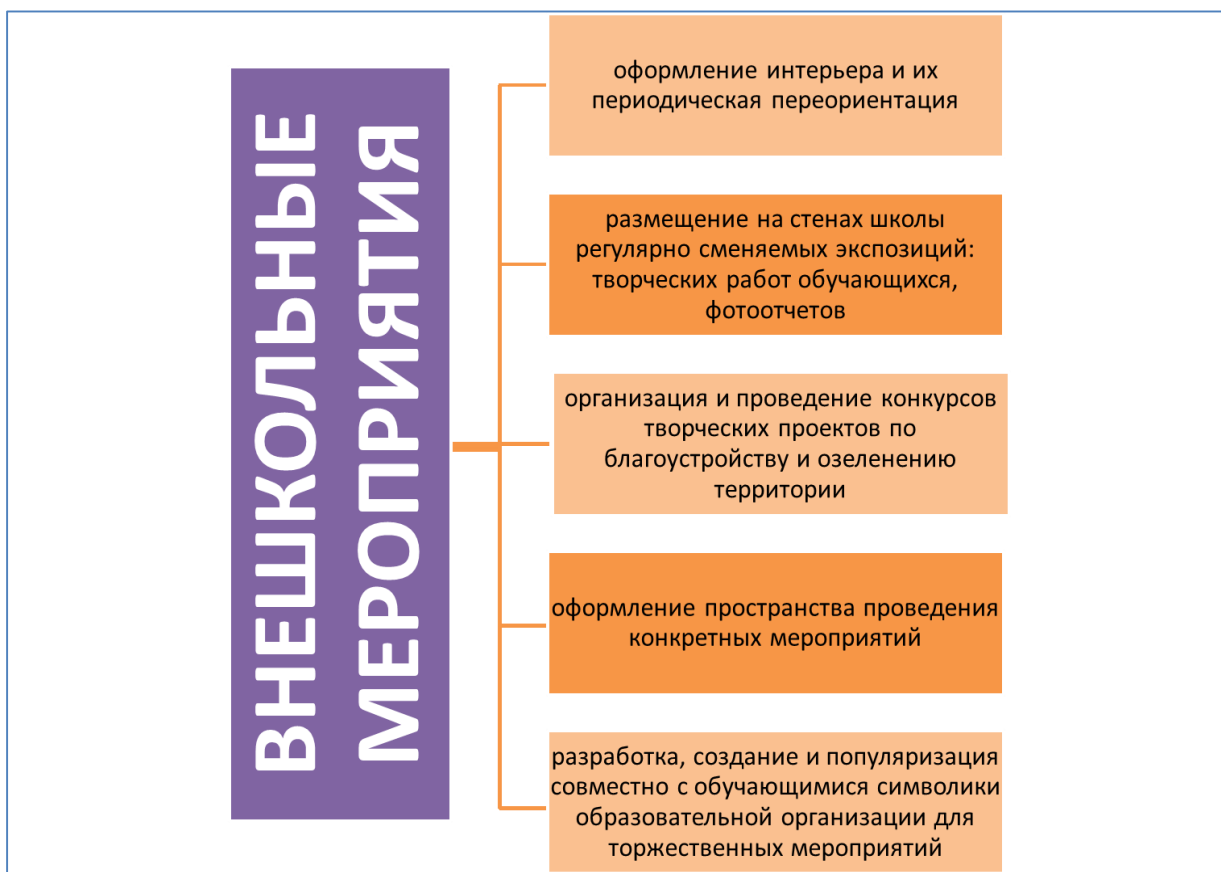 ВНЕШКОЛЬНЫЕ
МЕРОПРИЯТИЯ
оформление интерьера и их
периодическая переориентация
размещение на стенах школы
регулярно сменяемых экспозиций:
творческих работ обучающихся,
фотоотчетов
организация и проведение конкурсов
творческих проектов по
благоустройству и озеленению
территории
оформление пространства проведения
конкретных мероприятий
разработка, создание и популяризация
совместно с обучающимися символики
образовательной организации для
торжественных мероприятий